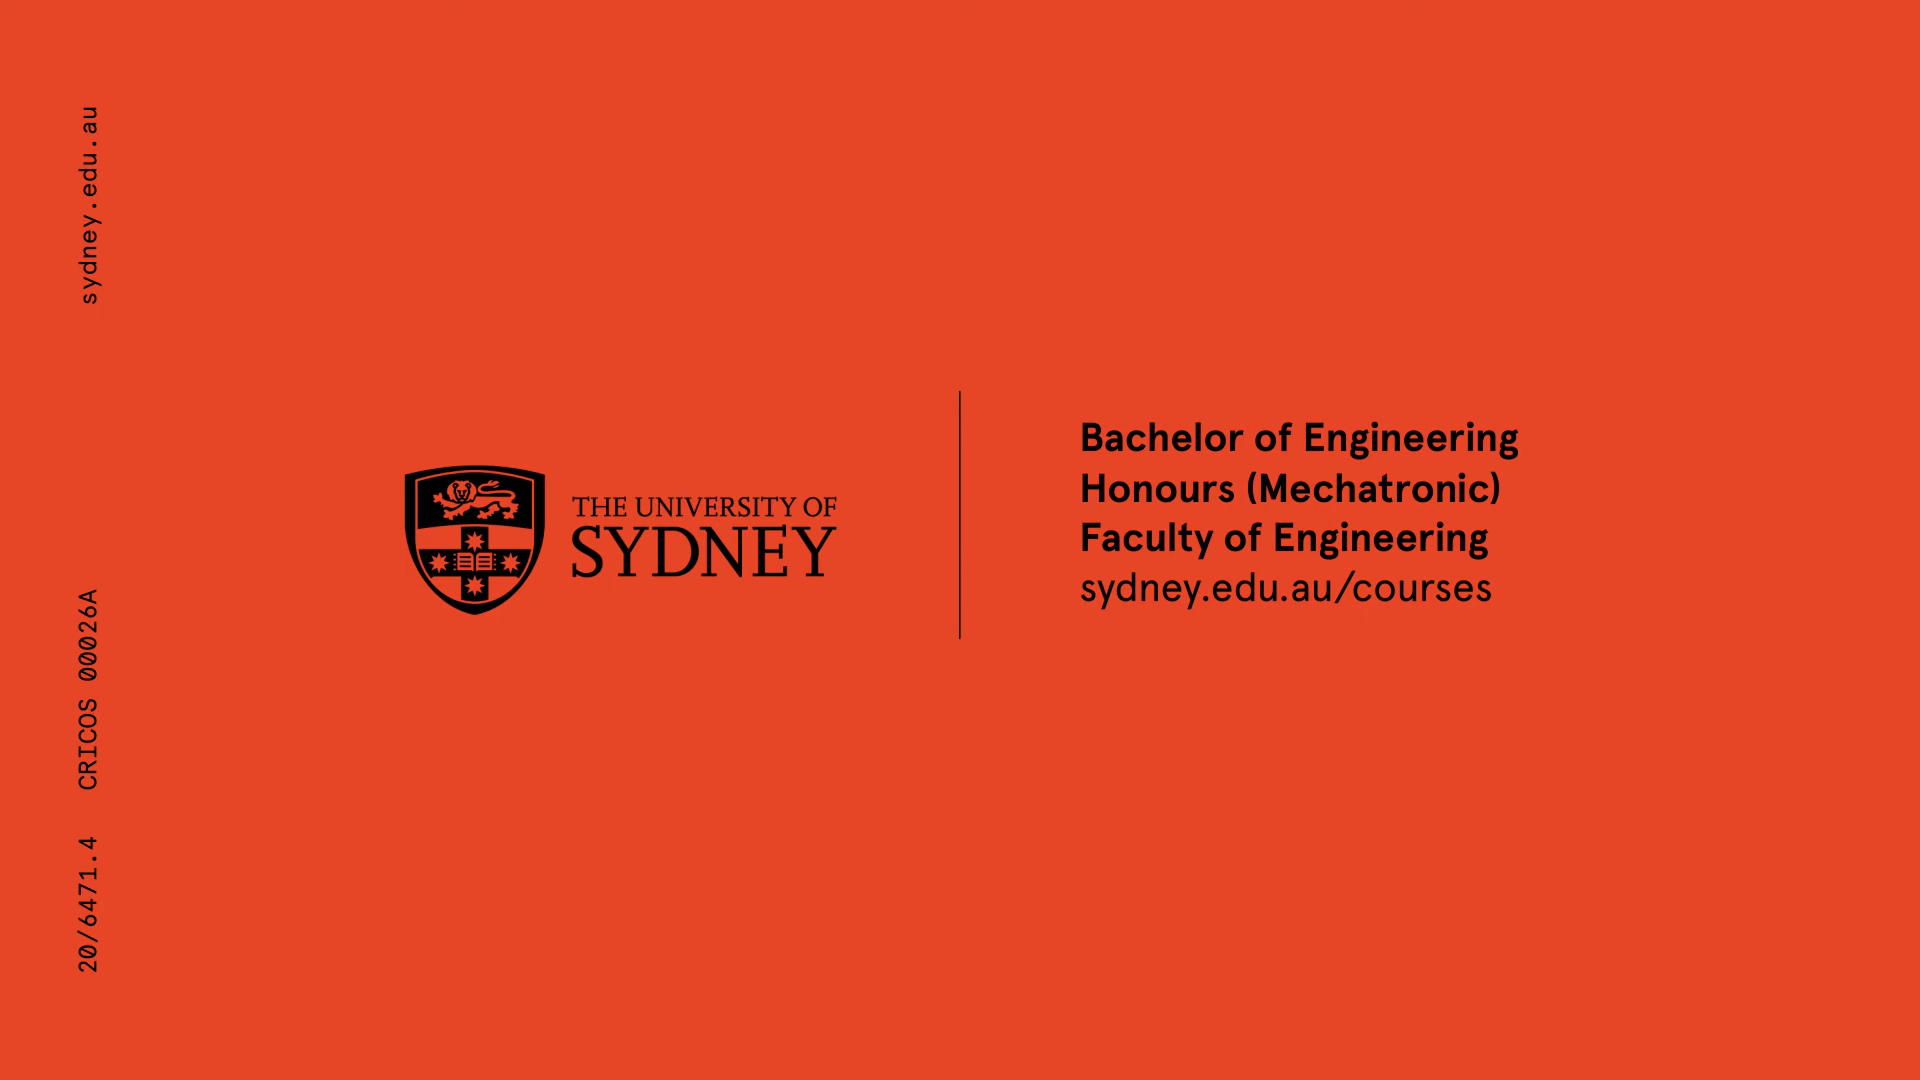 sydney.edu.au
CRICOS 00026A
20/6471.4
THE UNIVERSITY OF
SYDNEY
Bachelor of Engineering
Honours (Mechatronic)
Faculty of Engineering
sydney.edu.au/courses